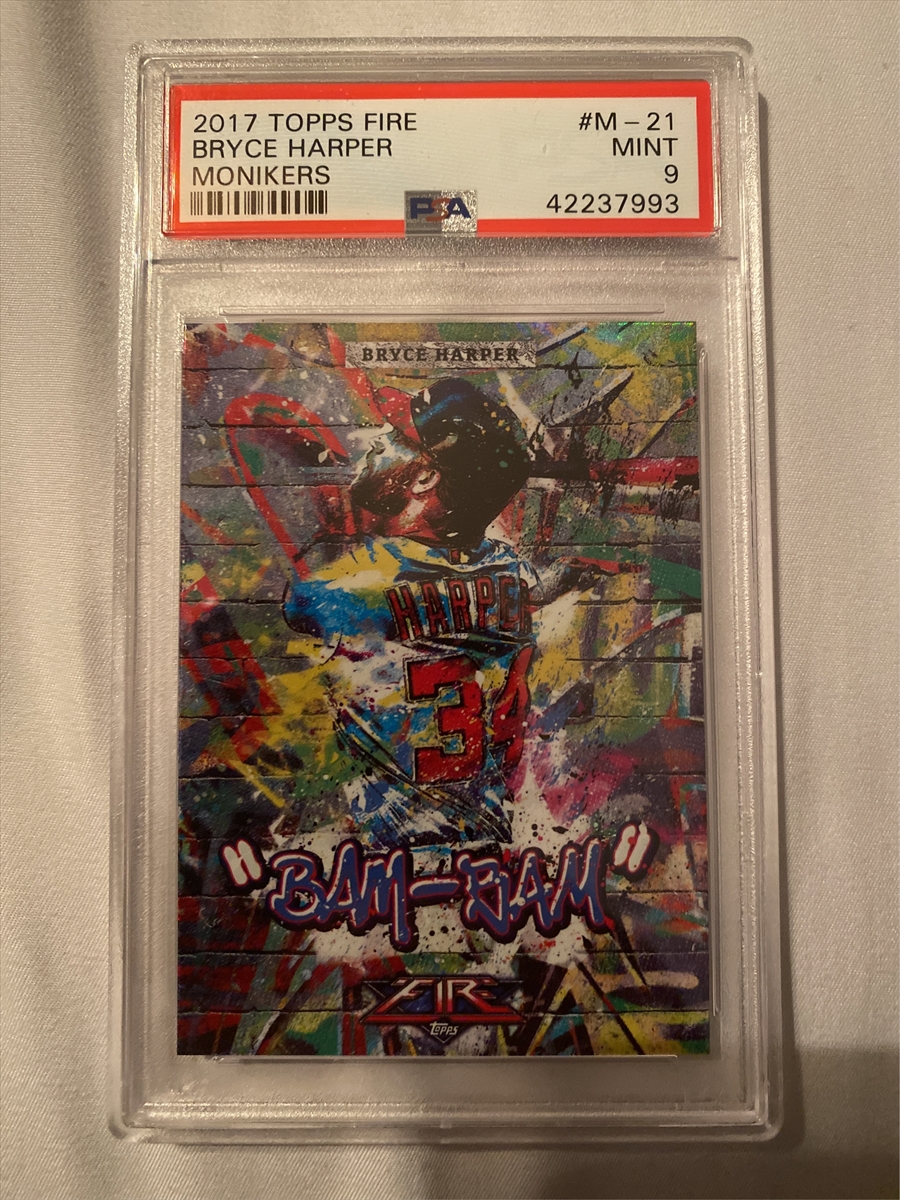 2017 TOPPS FIRE #M-21
BRYCE HARPER MINT
MONIKERS 9
PSA 42237993
BRYCE HARPER
HARPER
34
"BAM-BAM"
FIRE
TOPPS